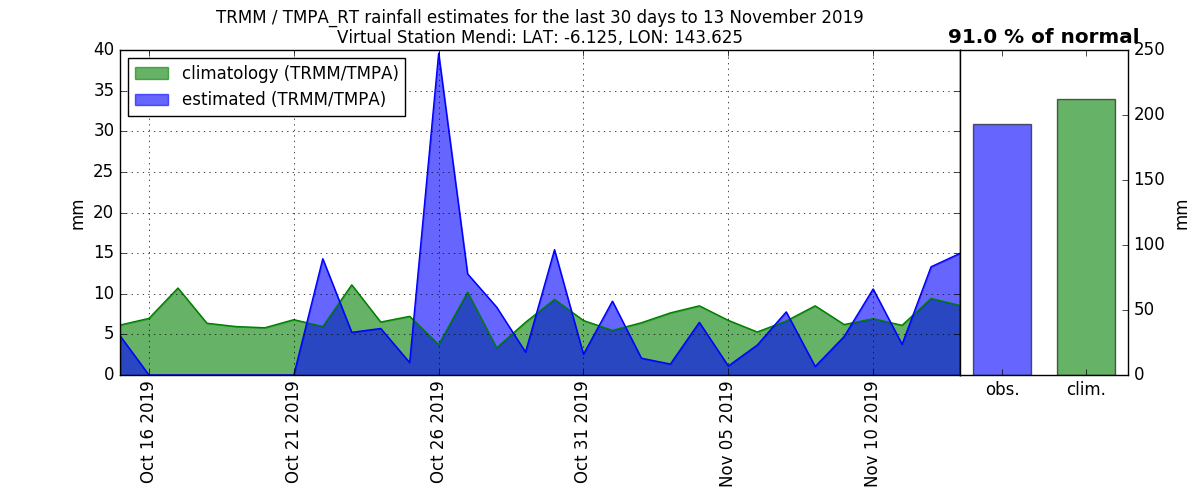 TRMM / TMPA_RT rainfall estimates for the last 30 days to 13 November 2019
Virtual Station Mendi: LAT: -6.125, LON: 143.625
91.0 % of normal
climatology (TRMM/TMPA)
estimated (TRMM/TMPA)
40
35
30
25
20
15
10
5
0
mm
Oct 16 2019
Oct 21 2019
Oct 26 2019
Oct 31 2019
Nov 05 2019
Nov 10 2019
250
200
150
100
50
0
mm
obs.
clim.